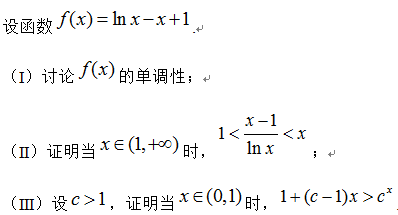 设函数 f(x)=ln x−x+1.
（I）讨论 f(x) 的单调性；
（II）证明当 x∈(1,+∞) 时， 1<\frac{x−1}{ln x}<x ；
（III）设 c>1，证明当 x∈(0,1) 时， 1+(c−1)x>c^x.